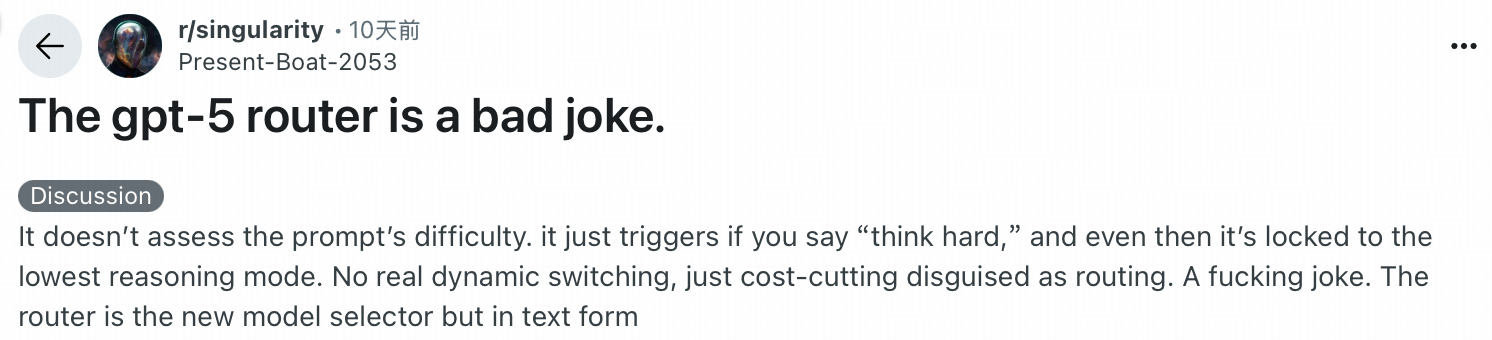 r/singularity • 10天前
Present-Boat-2053
The gpt-5 router is a bad joke.
Discussion
It doesn’t assess the prompt’s difficulty. it just triggers if you say “think hard,” and even then it’s locked to the
lowest reasoning mode. No real dynamic switching, just cost-cutting disguised as routing. A fucking joke. The
router is the new model selector but in text form